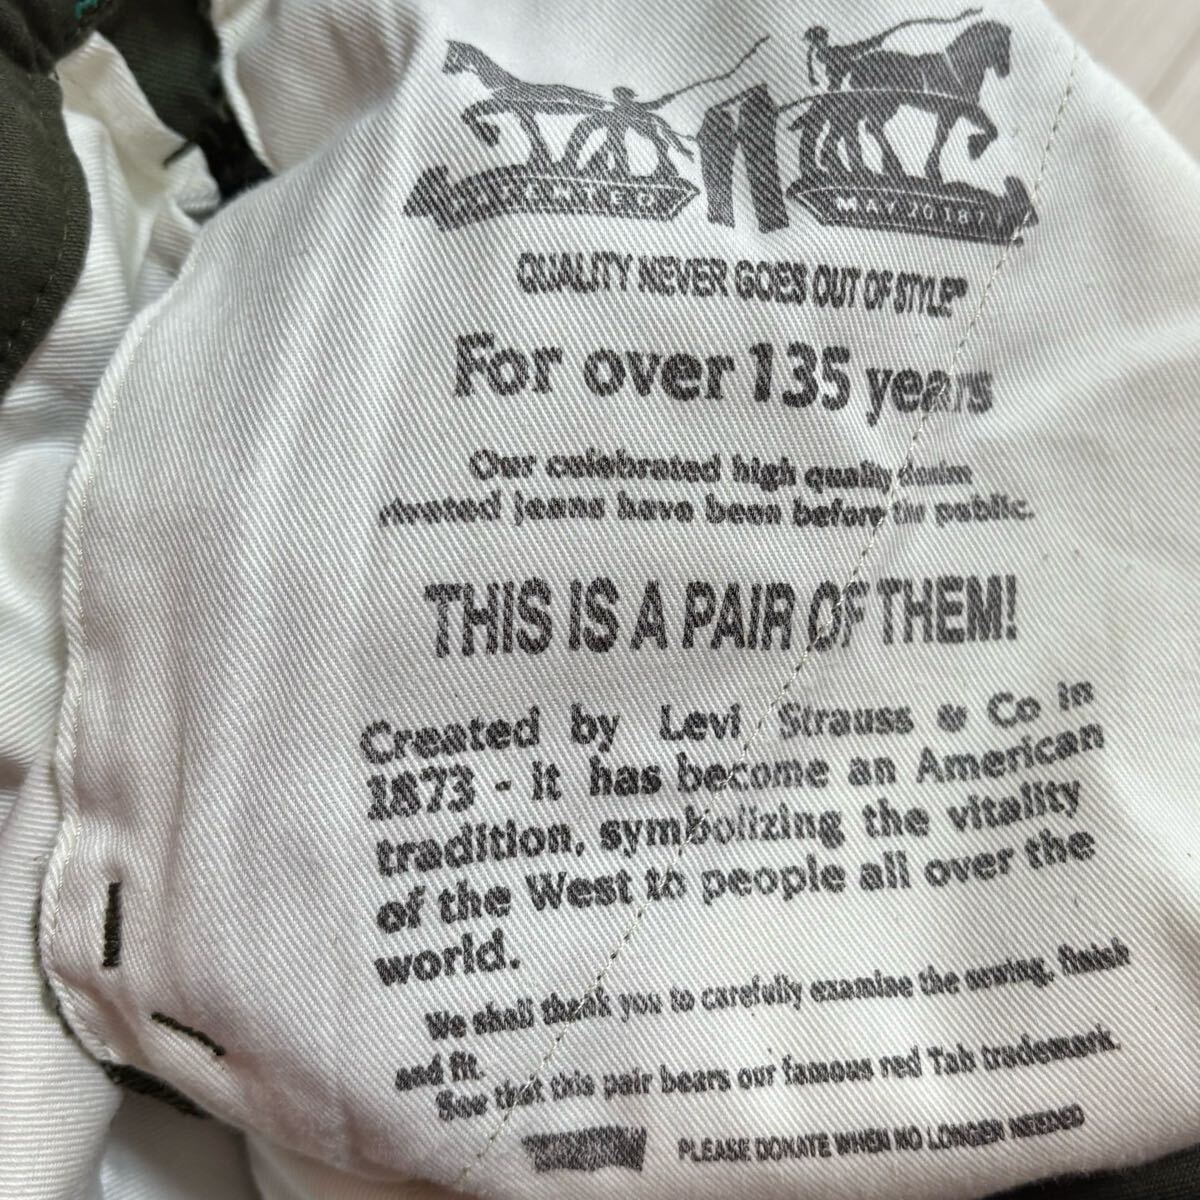 PATENTED
MAY 20 1873
QUALITY NEVER GOES OUT OF STYLE®
For over 135 years
Our celebrated high quality denim
rivuted jeans have been before the public.
THIS IS A PAIR OF THEM!
Created by Levi Strauss & Co in
1873 - it has become an American
tradition, symbolizing the vitality
of the West to people all over the
world.
We shall thank you to carefully examine the sewing, finish
and fit.
See that this pair bears our famous red Tab trademark.
PLEASE DONATE WHEN NO LONGER NEEDED